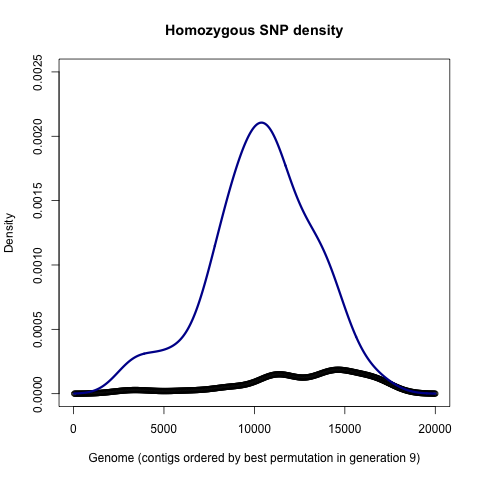 Homozygous SNP density
0.0025
0.0020
0.0015
0.0010
0.0005
0.0000
Density
0 5000 10000 15000 20000
Genome (contigs ordered by best permutation in generation 9)